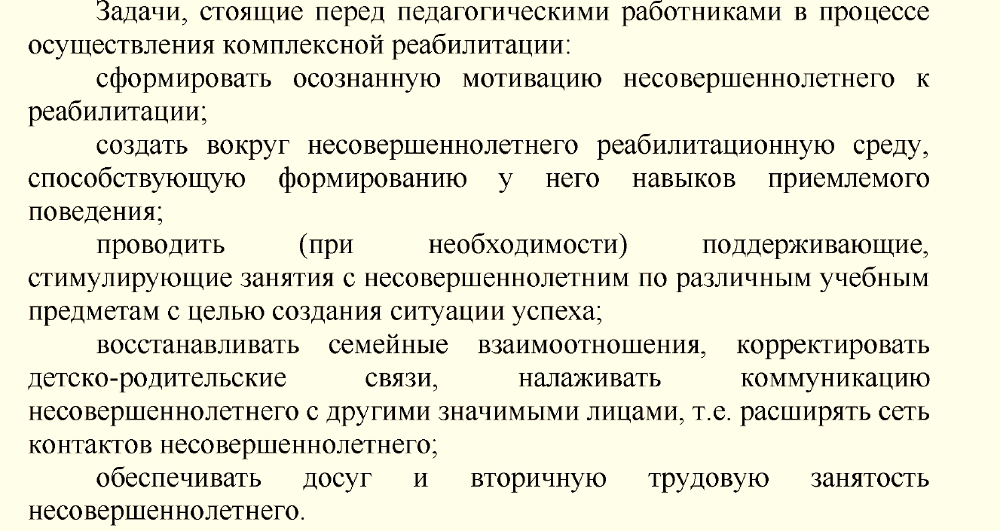 Задачи, стоящие перед педагогическими работниками в процессе
осуществления комплексной реабилитации:
сформировать осознанную мотивацию несовершеннолетнего к
реабилитации;
создать вокруг несовершеннолетнего реабилитационную среду,
способствующую формированию у него навыков приемлемого
поведения;
проводить (при необходимости) поддерживающие,
стимулирующие занятия с несовершеннолетним по различным учебным
предметам с целью создания ситуации успеха;
восстанавливать семейные взаимоотношения, корректировать
детско-родительские связи, налаживать коммуникацию
несовершеннолетнего с другими значимыми лицами, т.е. расширять сеть
контактов несовершеннолетнего;
обеспечивать досуг и вторичную трудовую занятость
несовершеннолетнего.